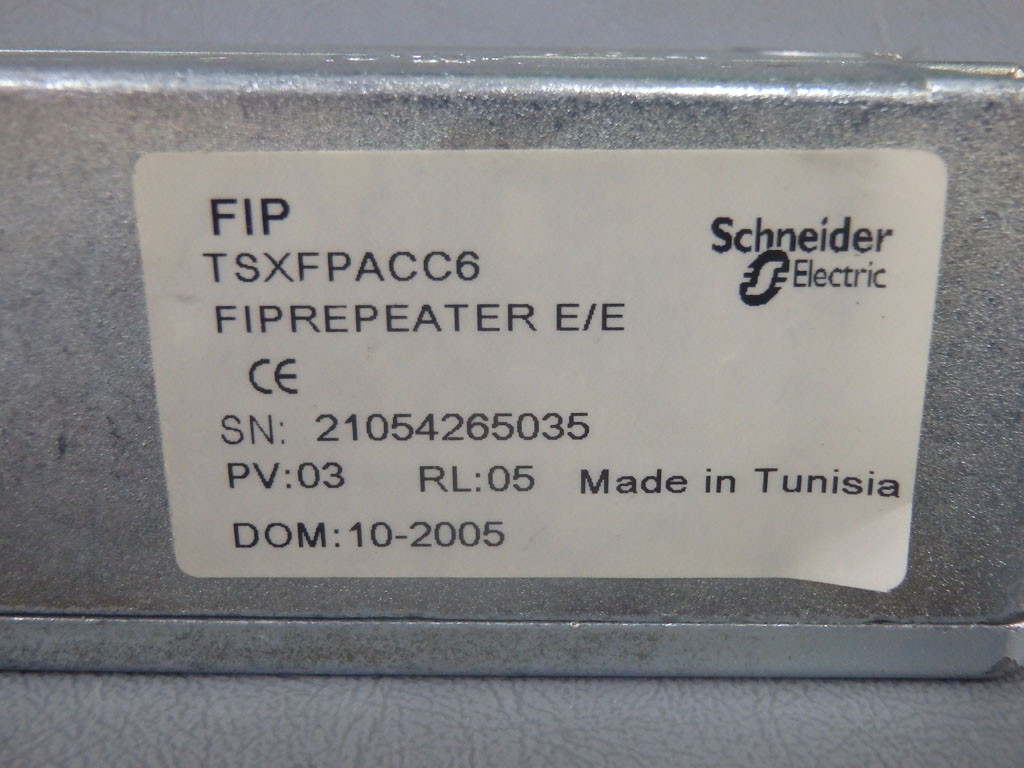 FIP
Schneider
Electric
TSXFPACC6
FIPREPEATER E/E
CE
SN: 21054265035
PV:03 RL:05 Made in Tunisia
DOM:10-2005